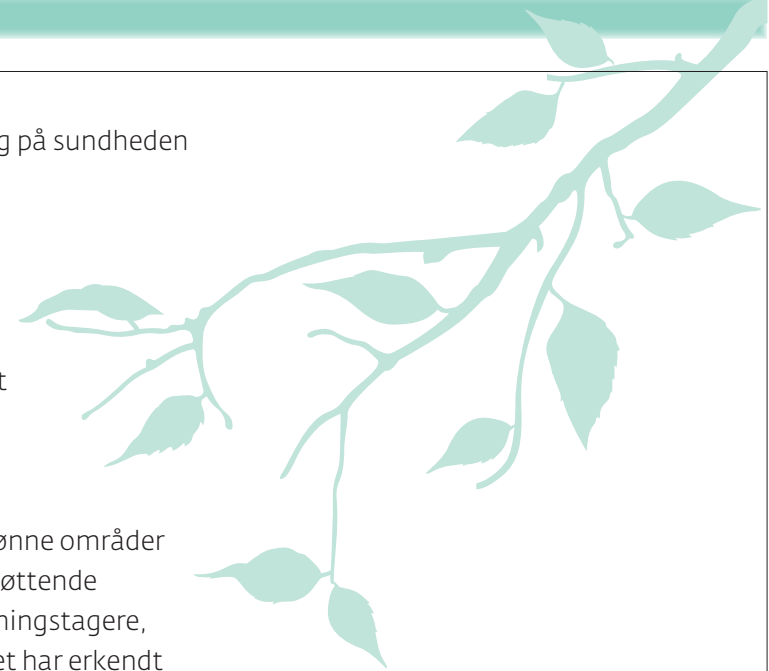 g på sundheden
t
ønne områder
øttende
ningstagere,
et har erkendt